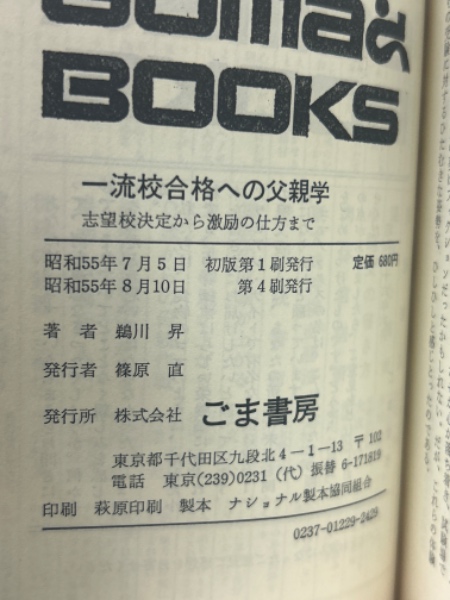 Goma
BOOKS
一流校合格への父親学
志望校決定から激励の仕方まで
昭和55年7月5日 初版第1刷発行 定価 680円
昭和55年8月10日 第4刷発行
著者 鵜川 昇
発行者 篠原 直
発行所 株式会社 ごま書房
東京都千代田区九段北4-1-13 〒102
電話 東京(239)0231(代) 振替 6-171819
印刷 萩原印刷 製本 ナショナル製本協同組合
0237-01229-2429